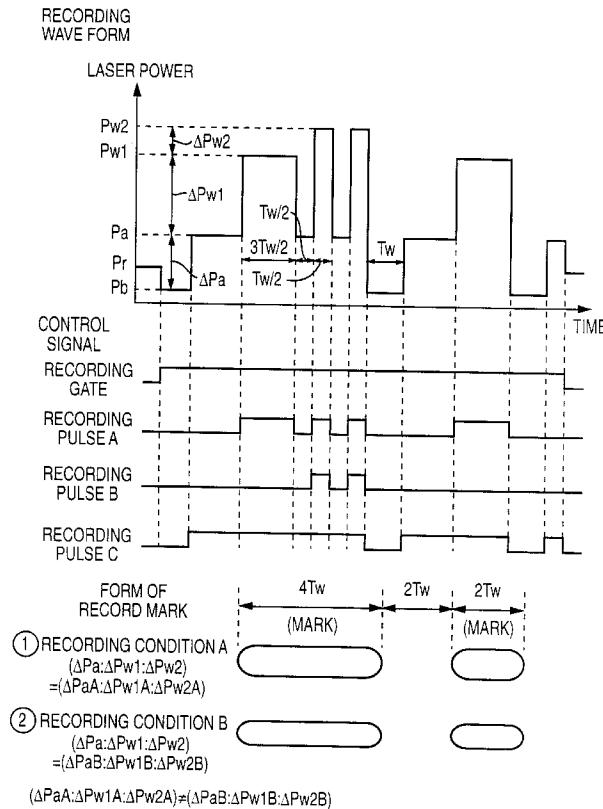 RECORDING
WAVE FORM
LASER POWER
Pw2
ΔPw2
Pw1
ΔPw1
Tw/2
Pa
3Tw/2
Tw
Pr
ΔPa
Tw/2
Pb
TIME
CONTROL
SIGNAL
RECORDING
GATE
RECORDING
PULSE A
RECORDING
PULSE B
RECORDING
PULSE C
FORM OF
RECORD MARK
4Tw 2Tw 2Tw
(MARK) (MARK)
① RECORDING CONDITION A
(ΔPa:ΔPw1:ΔPw2)
=(ΔPaA:ΔPw1A:ΔPw2A)
② RECORDING CONDITION B
(ΔPa:ΔPw1:ΔPw2)
=(ΔPaB:ΔPw1B:ΔPw2B)
(ΔPaA:ΔPw1A:ΔPw2A)≠(ΔPaB:ΔPw1B:ΔPw2B)